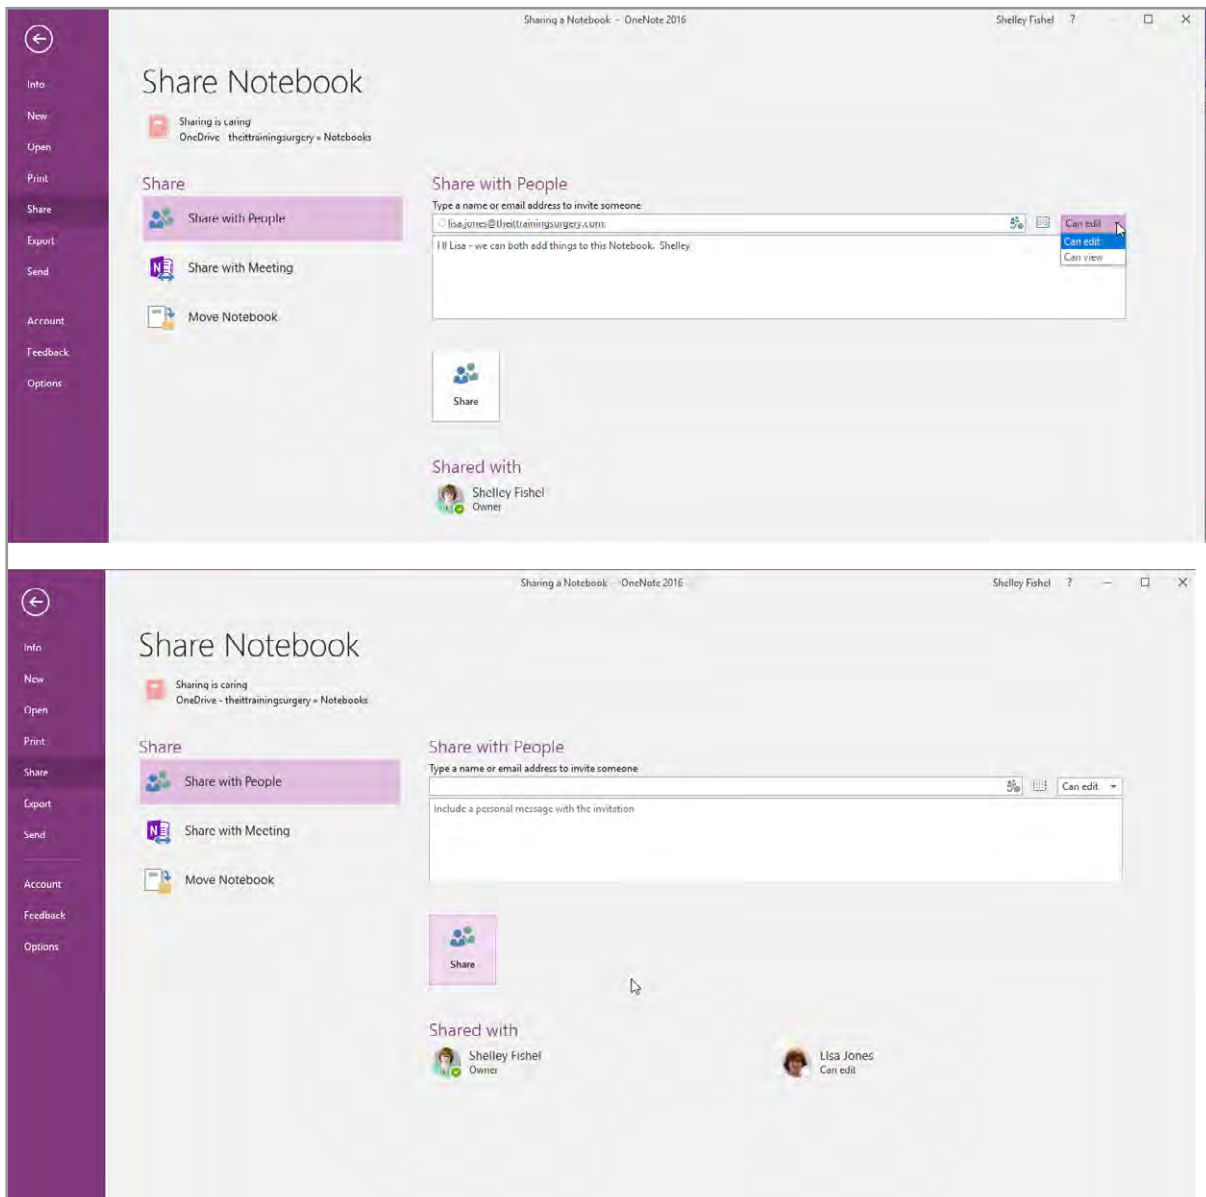 Sharing a Notebook - OneNote 2016
Shelley Fishel
?
Share Notebook
Info
New
Open
Print
Share
Export
Send
Account
Feedback
Options
Sharing is caring
OneDrive - theittrainingsurgery » Notebooks
Share
Share with People
Share with Meeting
Move Notebook
Share with People
Type a name or email address to invite someone
lisa.jones@theittrainingsurgery.com;
Can edit
Can edit
Can view
HI Lisa - we can both add things to this Notebook. Shelley
Share
Shared with
Shelley Fishel
Owner
Sharing a Notebook - OneNote 2016
Shelley Fishel
?
Share Notebook
Info
New
Open
Print
Share
Export
Send
Account
Feedback
Options
Sharing is caring
OneDrive - theittrainingsurgery » Notebooks
Share
Share with People
Share with Meeting
Move Notebook
Share with People
Type a name or email address to invite someone
Can edit
Include a personal message with the invitation
Share
Shared with
Shelley Fishel
Owner
Lisa Jones
Can edit